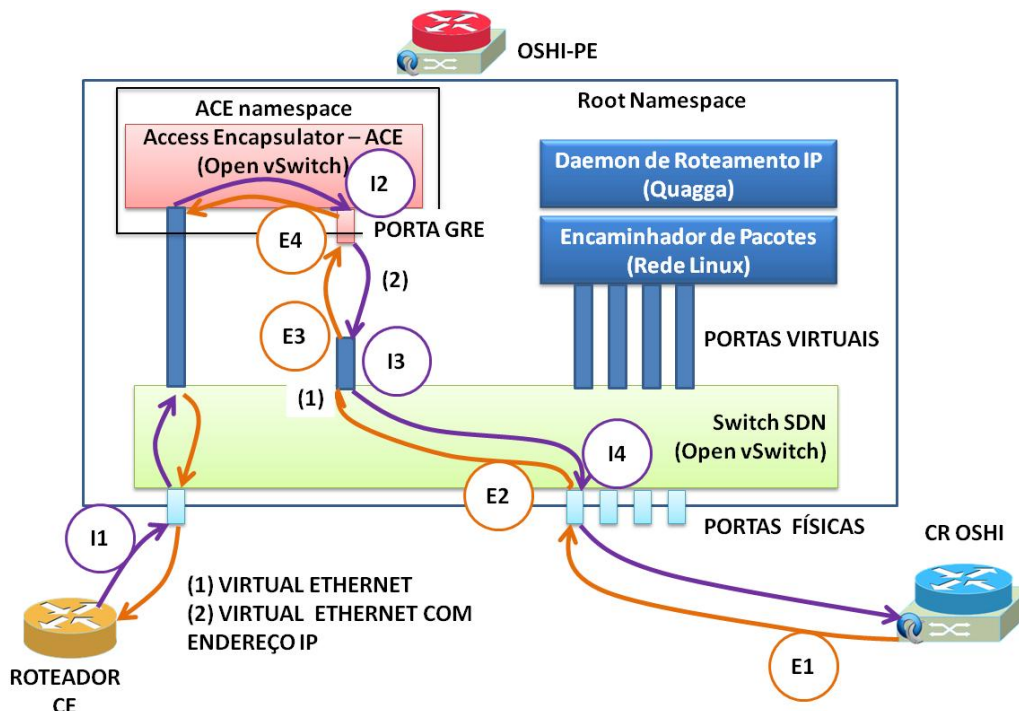 OSHI-PE
ACE namespace
Root Namespace
Access Encapsulator – ACE
(Open vSwitch)
Daemon de Roteamento IP
(Quagga)
I2
PORTA GRE
E4
Encaminhador de Pacotes
(Rede Linux)
(2)
E3
I3
PORTAS VIRTUAIS
(1)
Switch SDN
(Open vSwitch)
I4
E2
I1
PORTAS FÍSICAS
CR OSHI
(1) VIRTUAL ETHERNET
(2) VIRTUAL ETHERNET COM
ENDEREÇO IP
E1
ROTEADOR
CE